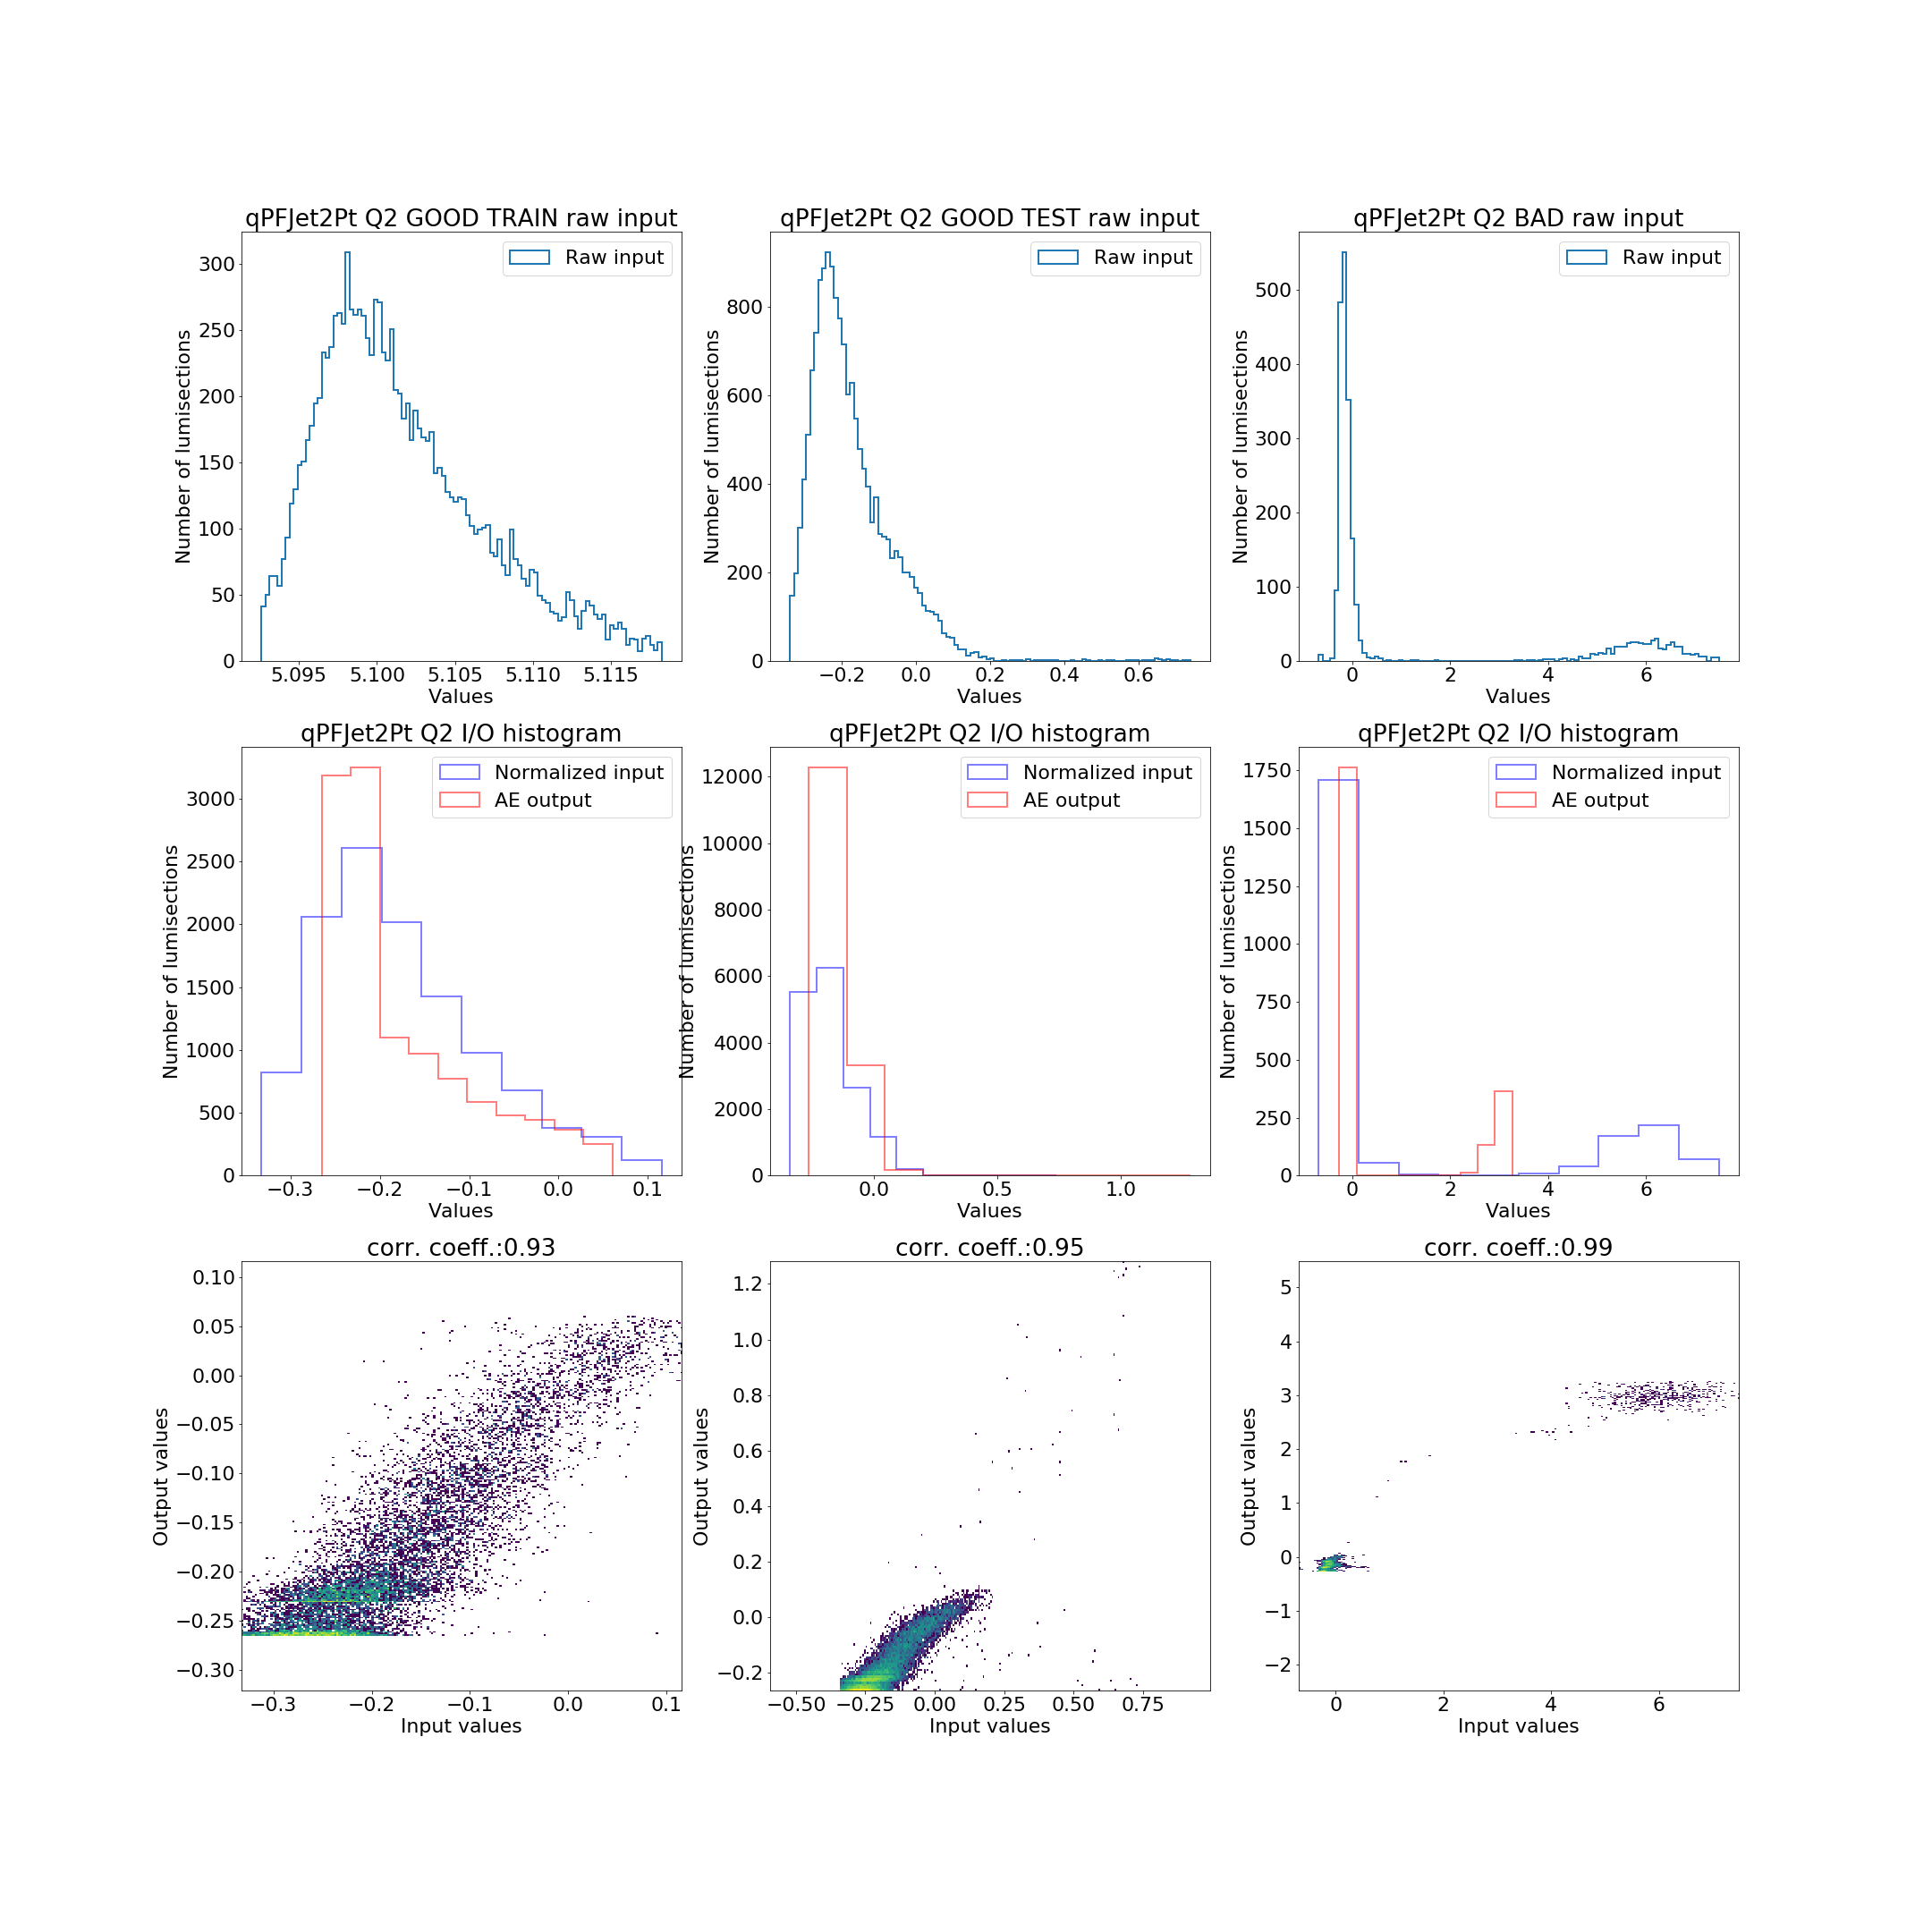 qPFJet2Pt Q2 GOOD TRAIN raw input
Raw input
Number of lumisections
300
250
200
150
100
50
0
5.095 5.100 5.105 5.110 5.115
Values
qPFJet2Pt Q2 GOOD TEST raw input
Raw input
Number of lumisections
800
600
400
200
0
−0.2 0.0 0.2 0.4 0.6
Values
qPFJet2Pt Q2 BAD raw input
Raw input
Number of lumisections
500
400
300
200
100
0
0 2 4 6
Values
qPFJet2Pt Q2 I/O histogram
Normalized input
AE output
Number of lumisections
3000
2500
2000
1500
1000
500
0
−0.3 −0.2 −0.1 0.0 0.1
Values
qPFJet2Pt Q2 I/O histogram
Normalized input
AE output
Number of lumisections
12000
10000
8000
6000
4000
2000
0
0.0 0.5 1.0
Values
qPFJet2Pt Q2 I/O histogram
Normalized input
AE output
Number of lumisections
1750
1500
1250
1000
750
500
250
0
0 2 4 6
Values
corr. coeff.:0.93
Output values
0.10
0.05
0.00
−0.05
−0.10
−0.15
−0.20
−0.25
−0.30
−0.3 −0.2 −0.1 0.0 0.1
Input values
corr. coeff.:0.95
Output values
1.2
1.0
0.8
0.6
0.4
0.2
0.0
−0.2
−0.50 −0.25 0.00 0.25 0.50 0.75
Input values
corr. coeff.:0.99
Output values
5
4
3
2
1
0
−1
−2
0 2 4 6
Input values